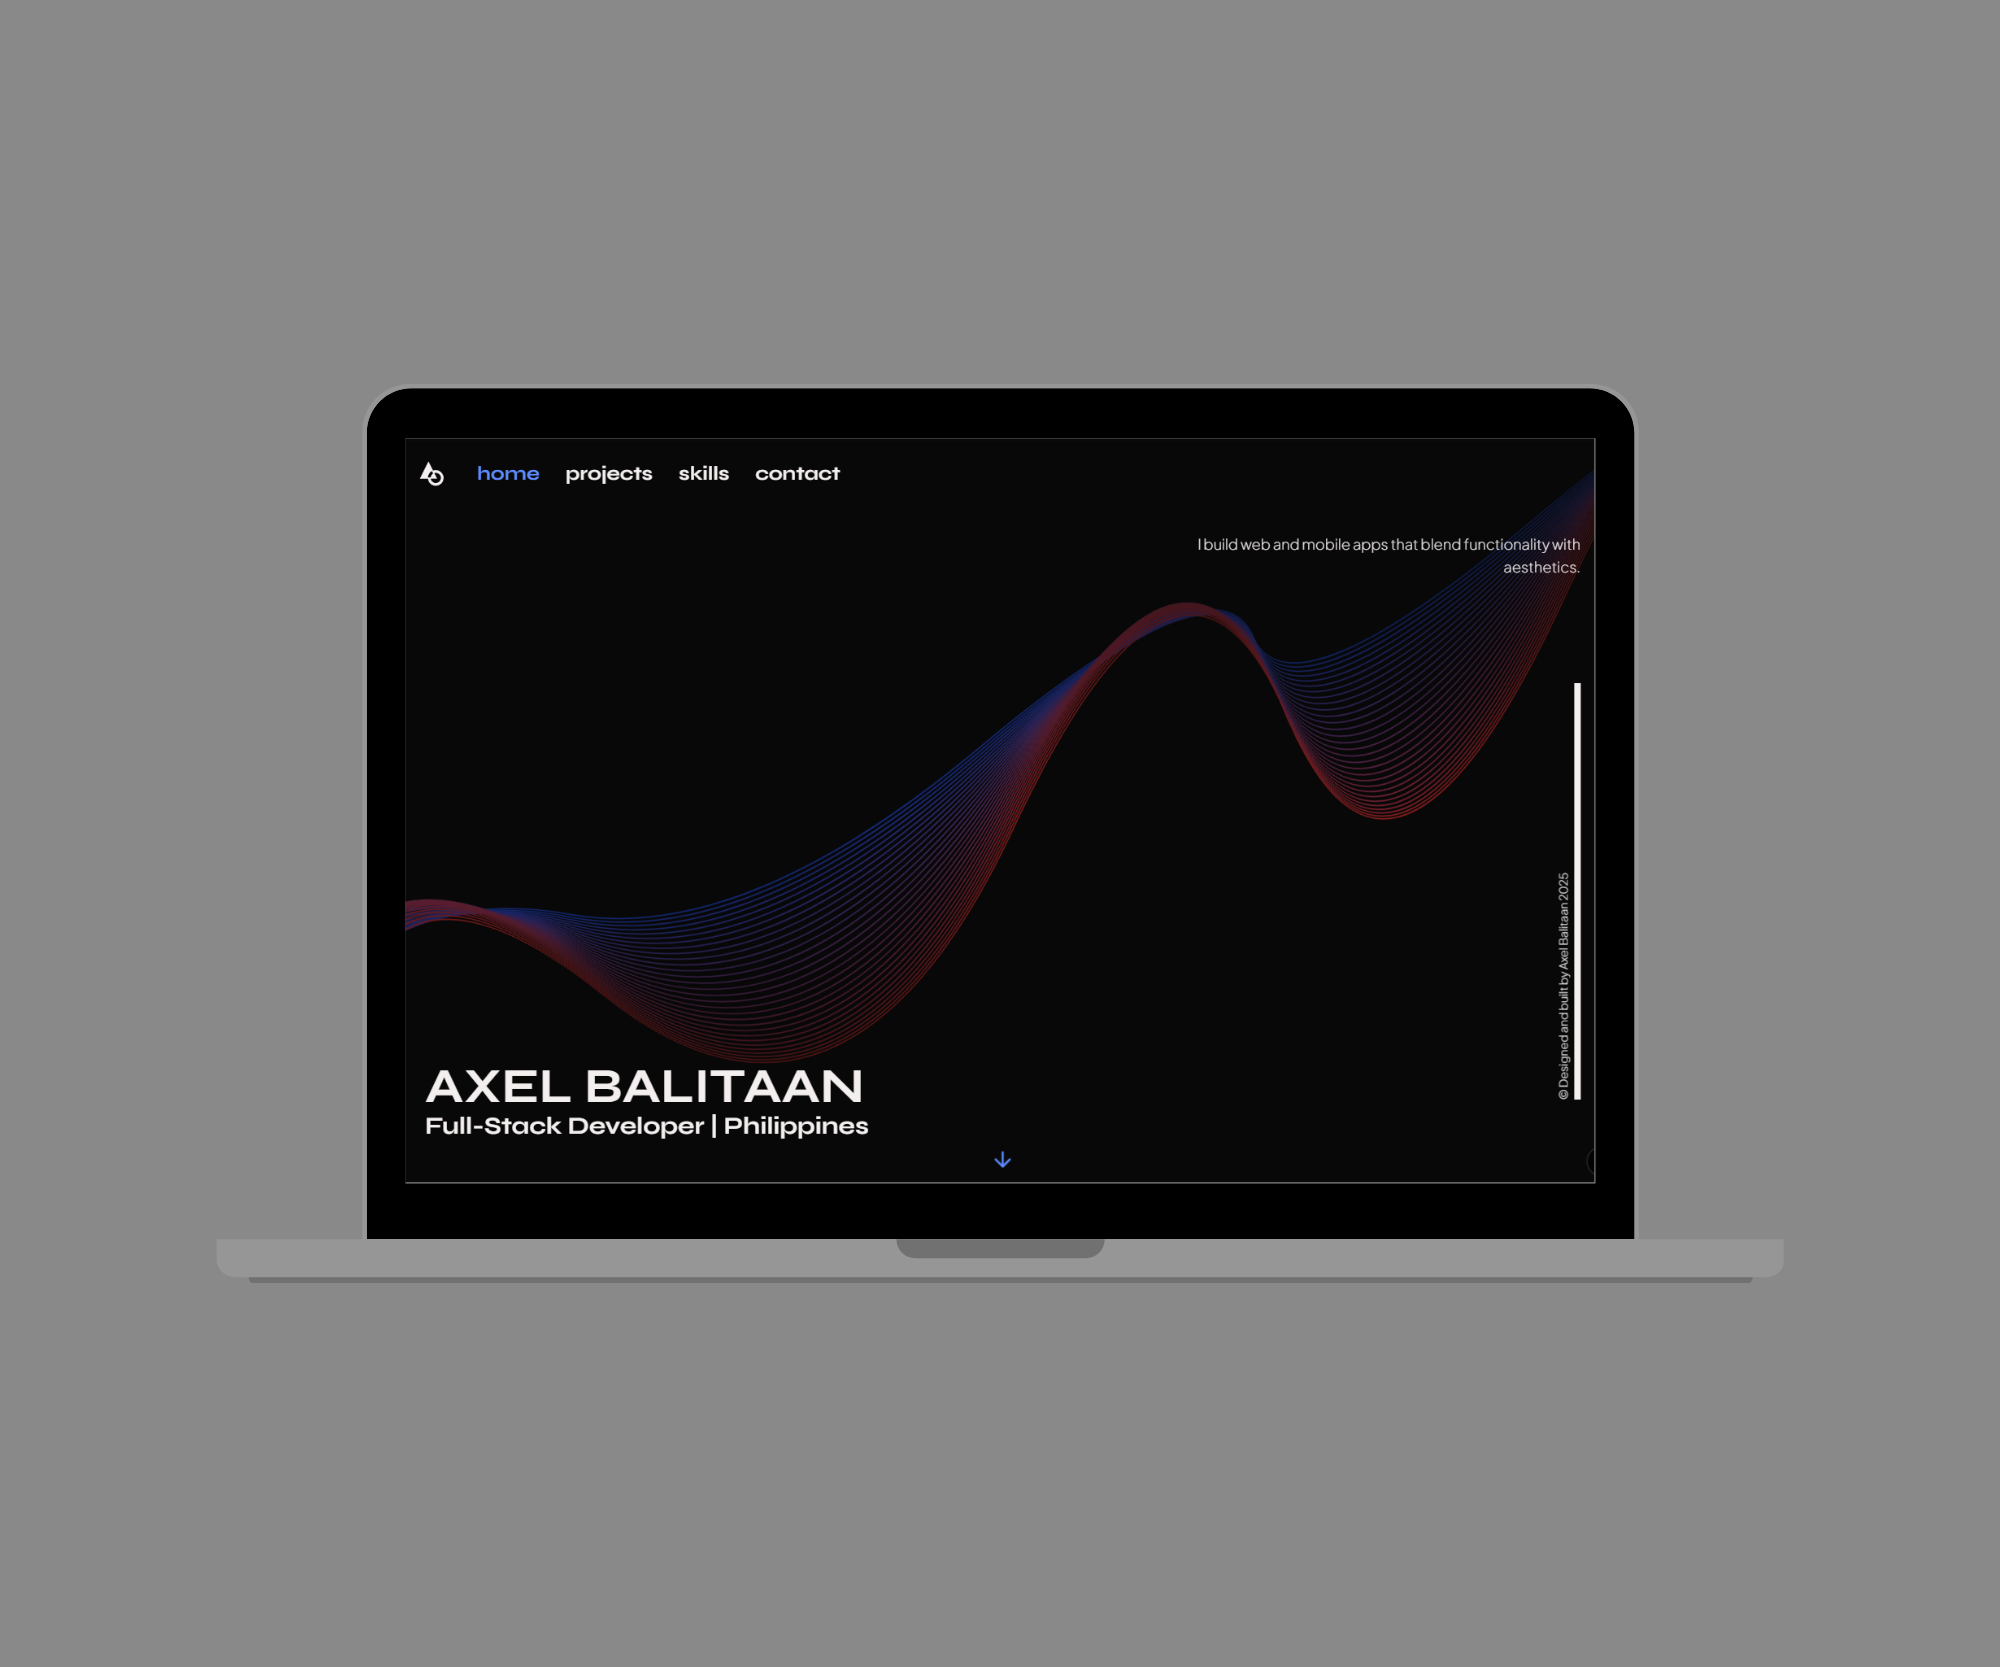 home projects skills contact
I build web and mobile apps that blend functionality with
aesthetics.
© Designed and built by Axel Balitaan 2025
AXEL BALITAAN
Full-Stack Developer | Philippines